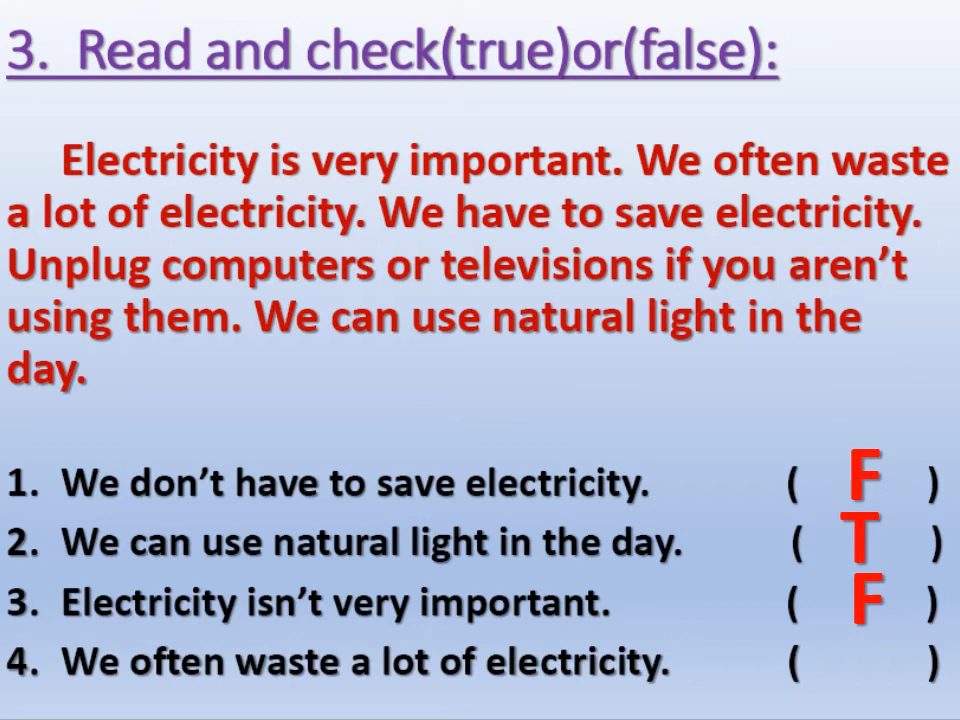 3. Read and check(true)or(false):
Electricity is very important. We often waste
a lot of electricity. We have to save electricity.
Unplug computers or televisions if you aren’t
using them. We can use natural light in the
day.
1. We don’t have to save electricity. ( F )
2. We can use natural light in the day. ( T )
3. Electricity isn’t very important. ( F )
4. We often waste a lot of electricity. ( )